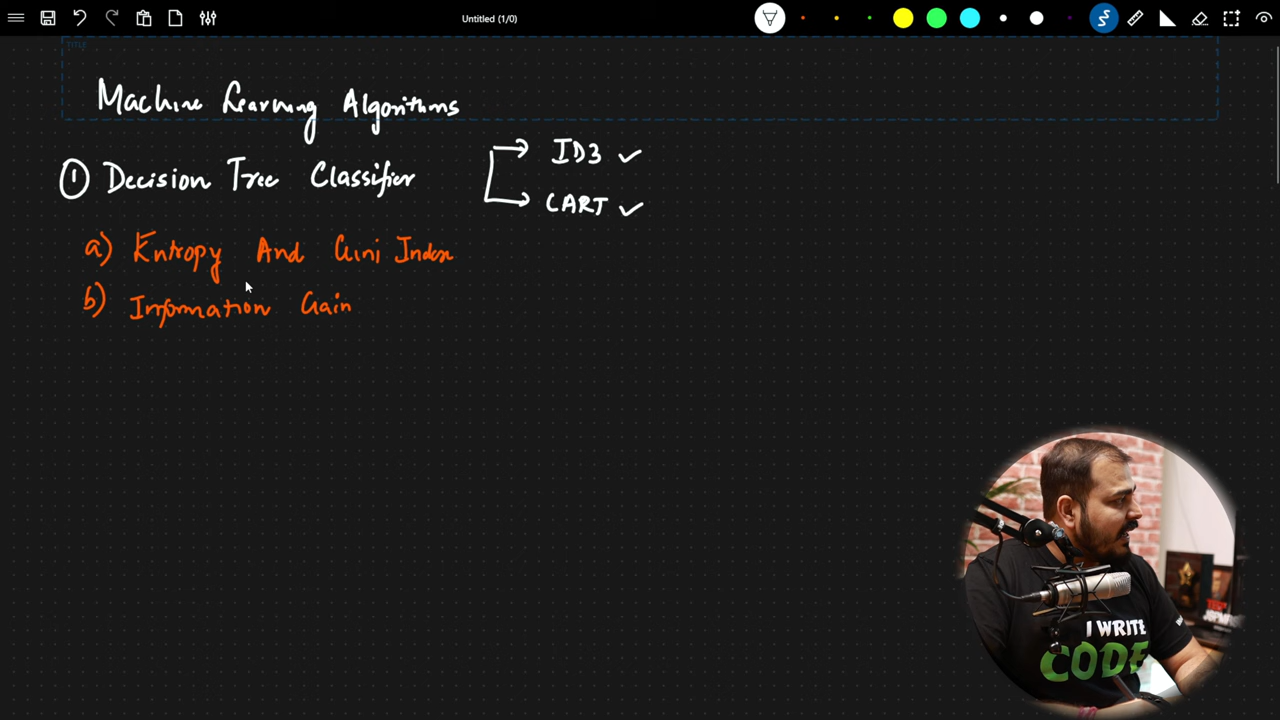 Untitled (1/0)
TITLE
Machine Learning Algorithms
① Decision Tree Classifier
→ ID3 ✓
→ CART ✓
a) Entropy And Gini Index
b) Information Gain
I WRITE
CODE